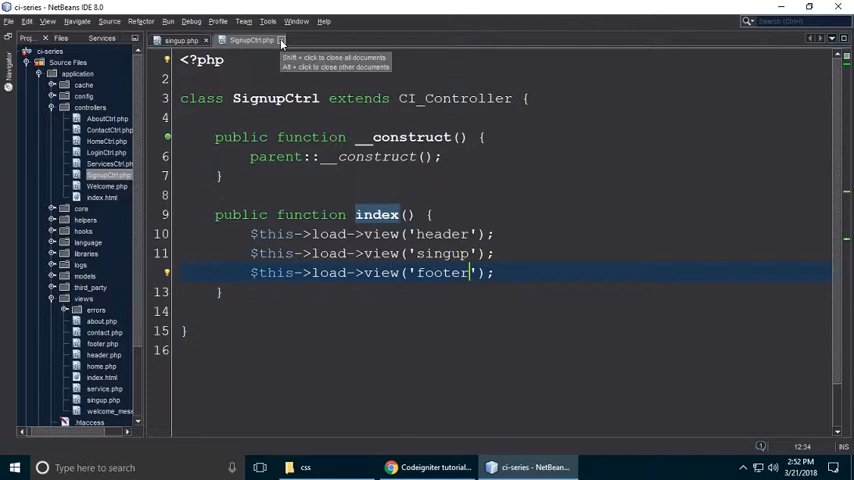 ci-series - NetBeans IDE 8.0
File Edit View Navigate Source Refactor Run Debug Profile Team Tools Window Help
Search (Ctrl+I)
Proj... Files
singup.php
SignupCtrl.php
Shift + click to close all documents
Alt + click to close other documents
ci-series
Source Files
application
cache
config
controllers
AboutCtrl.php
ContactCtrl.php
HomeCtrl.php
LoginCtrl.php
ServicesCtrl.ph
SignupCtrl.php
Welcome.php
index.html
core
helpers
hooks
language
libraries
logs
models
third_party
views
errors
about.php
contact.php
footer.php
header.php
home.php
index.html
service.php
singup.php
welcome_mess
.htaccess
Navigator
<?php
2
3 class SignupCtrl extends CI_Controller {
4
public function __construct() {
6 parent::__construct();
7 }
8
9 public function index() {
10 $this->load->view('header');
11 $this->load->view('singup');
$this->load->view('footer');
13 }
14
15 }
16
12:34 INS
Type here to search
css
Codeigniter tutorial...
ci-series - NetBean...
2:52 PM
3/21/2018